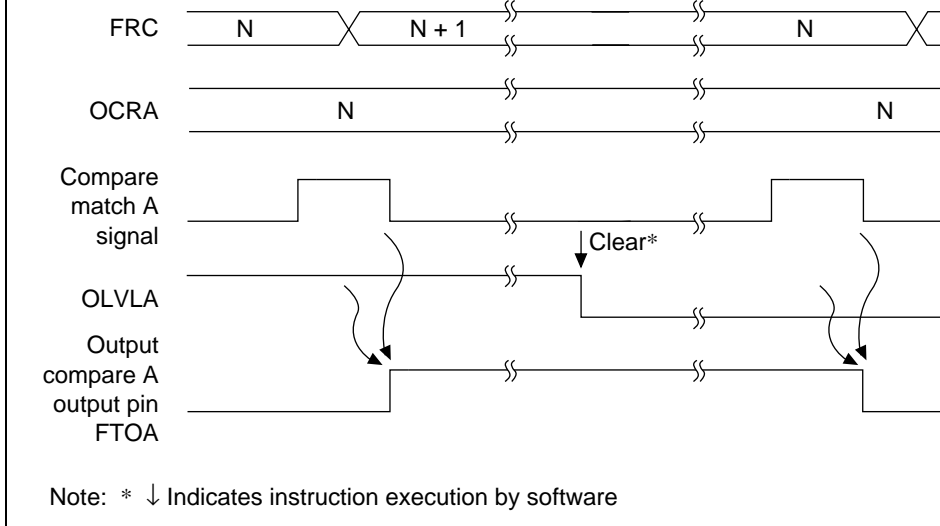 FRC
N
N + 1
N
OCRA
N
N
Compare
match A
signal
Clear*
OLVLA
Output
compare A
output pin
FTOA
Note: * ↓ Indicates instruction execution by software